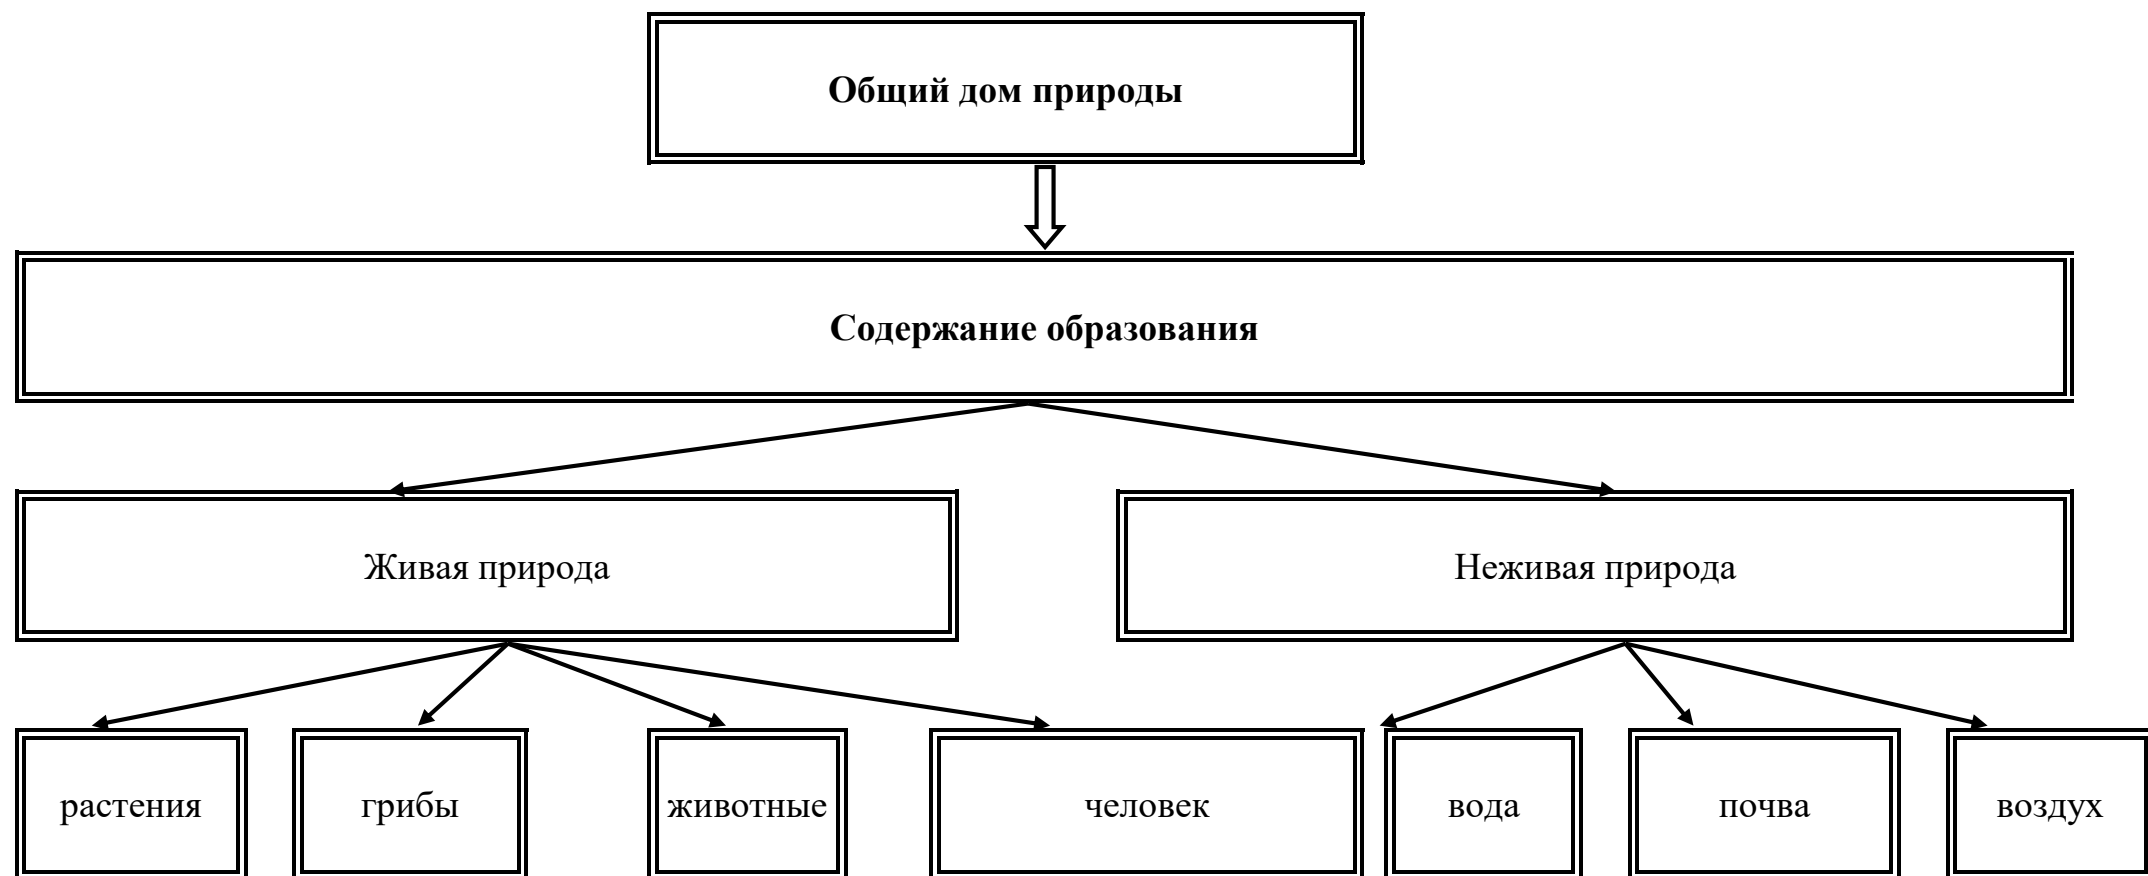 Общий дом природы
Содержание образования
Живая природа
Неживая природа
растения
грибы
животные
человек
вода
почва
воздух